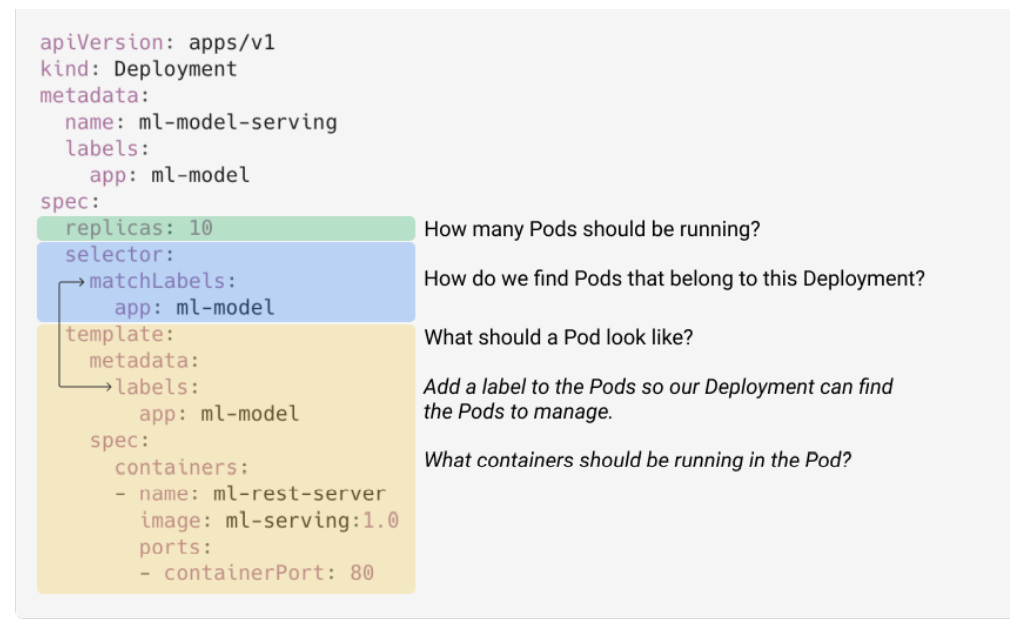 apiVersion: apps/v1
kind: Deployment
metadata:
  name: ml-model-serving
  labels:
    app: ml-model
spec:
  replicas: 10
How many Pods should be running?
  selector:
    matchLabels:
How do we find Pods that belong to this Deployment?
      app: ml-model
  template:
What should a Pod look like?
    metadata:
      labels:
Add a label to the Pods so our Deployment can find
the Pods to manage.
        app: ml-model
    spec:
      containers:
What containers should be running in the Pod?
      - name: ml-rest-server
        image: ml-serving:1.0
        ports:
        - containerPort: 80